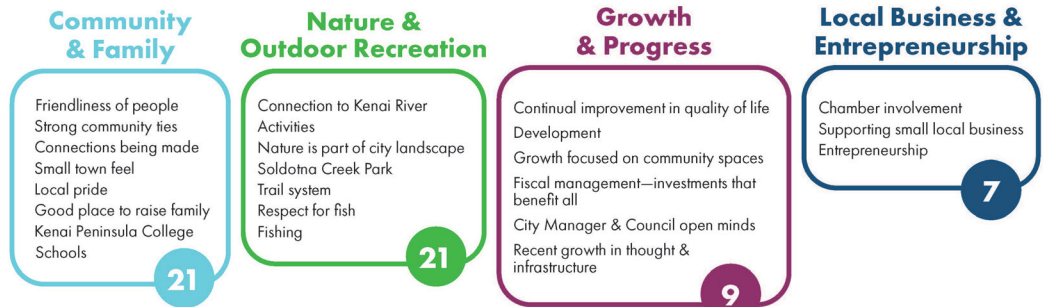 Community
& Family
Friendliness of people
Strong community ties
Connections being made
Small town feel
Local pride
Good place to raise family
Kenai Peninsula College
Schools
21
Nature &
Outdoor Recreation
Connection to Kenai River
Activities
Nature is part of city landscape
Soldotna Creek Park
Trail system
Respect for fish
Fishing
21
Growth
& Progress
Continual improvement in quality of life
Development
Growth focused on community spaces
Fiscal management—investments that
benefit all
City Manager & Council open minds
Recent growth in thought &
infrastructure
9
Local Business &
Entrepreneurship
Chamber involvement
Supporting small local business
Entrepreneurship
7